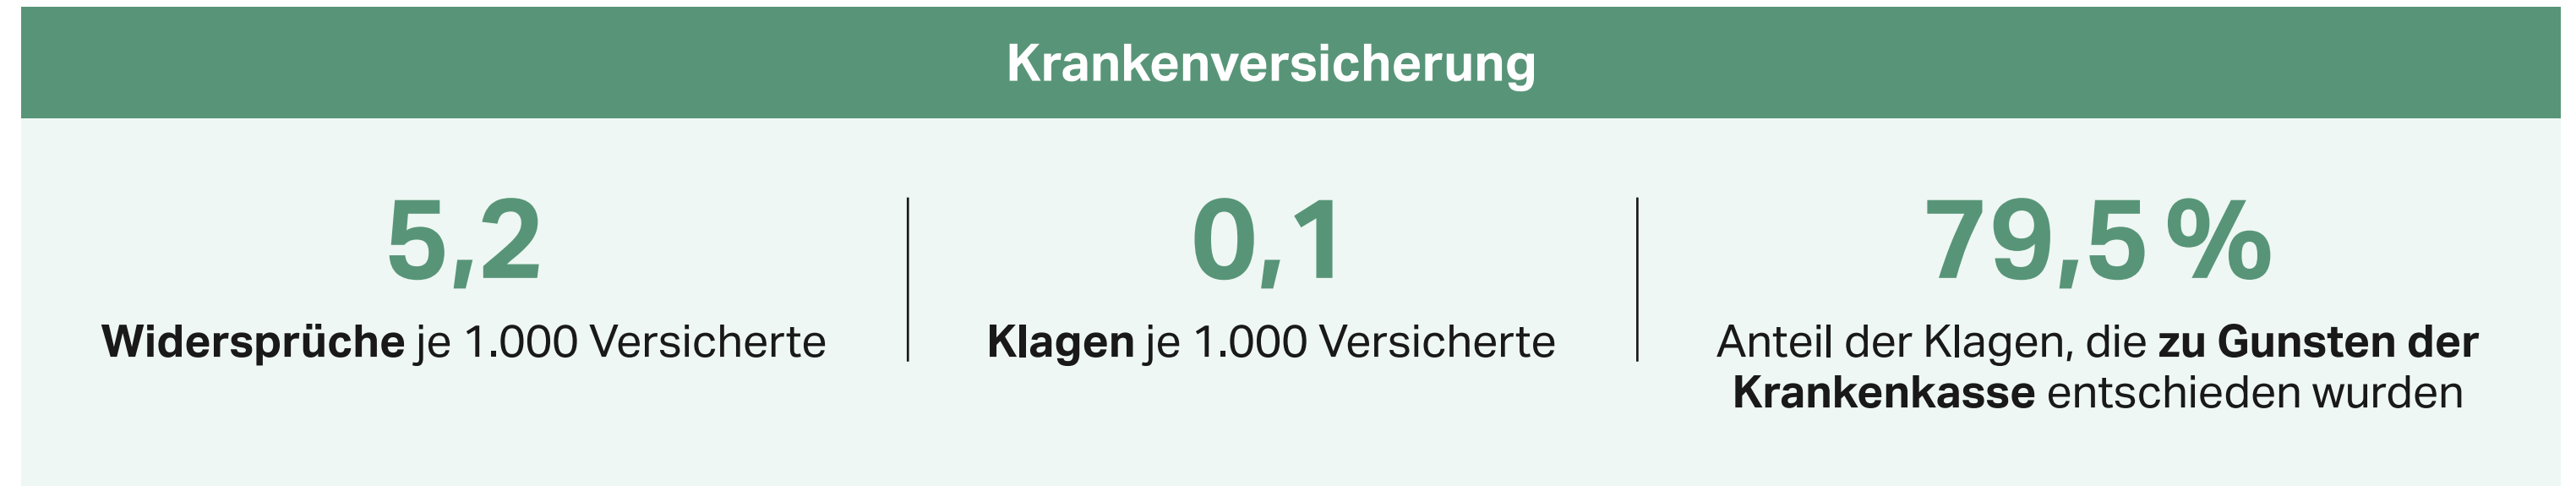 Krankenversicherung
5,2
Widersprüche je 1.000 Versicherte
0,1
Klagen je 1.000 Versicherte
79,5 %
Anteil der Klagen, die zu Gunsten der
Krankenkasse entschieden wurden